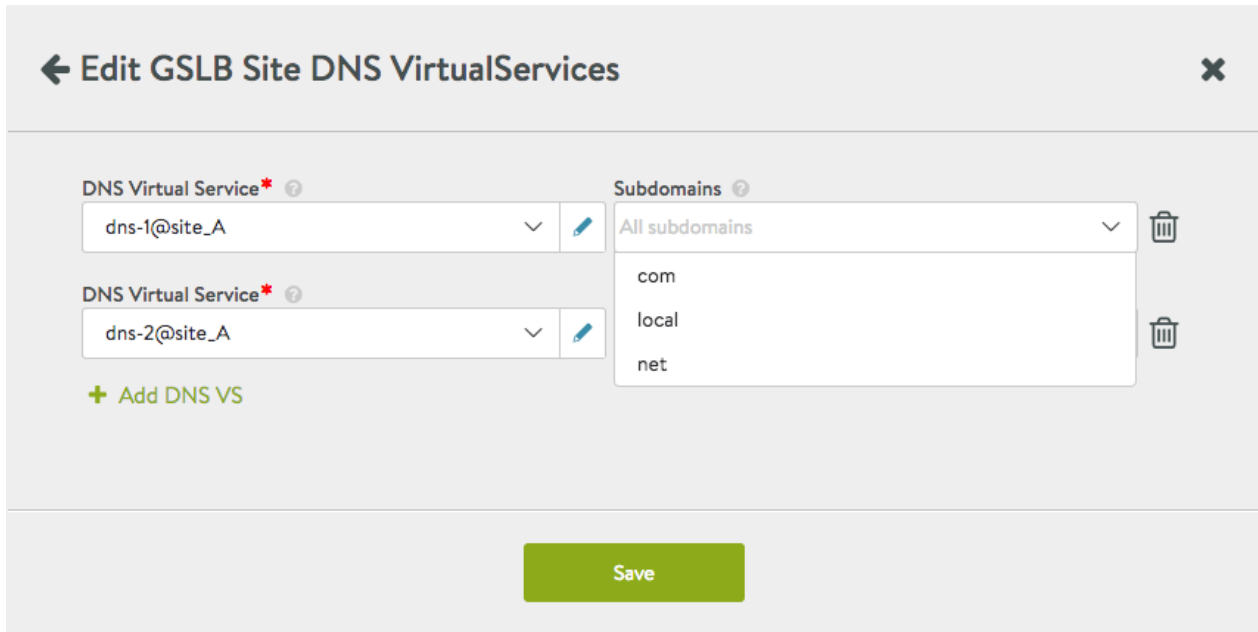 Edit GSLB Site DNS VirtualServices
DNS Virtual Service* Subdomains
dns-1@site_A All subdomains
com
DNS Virtual Service*
local
dns-2@site_A
net
+ Add DNS VS
Save